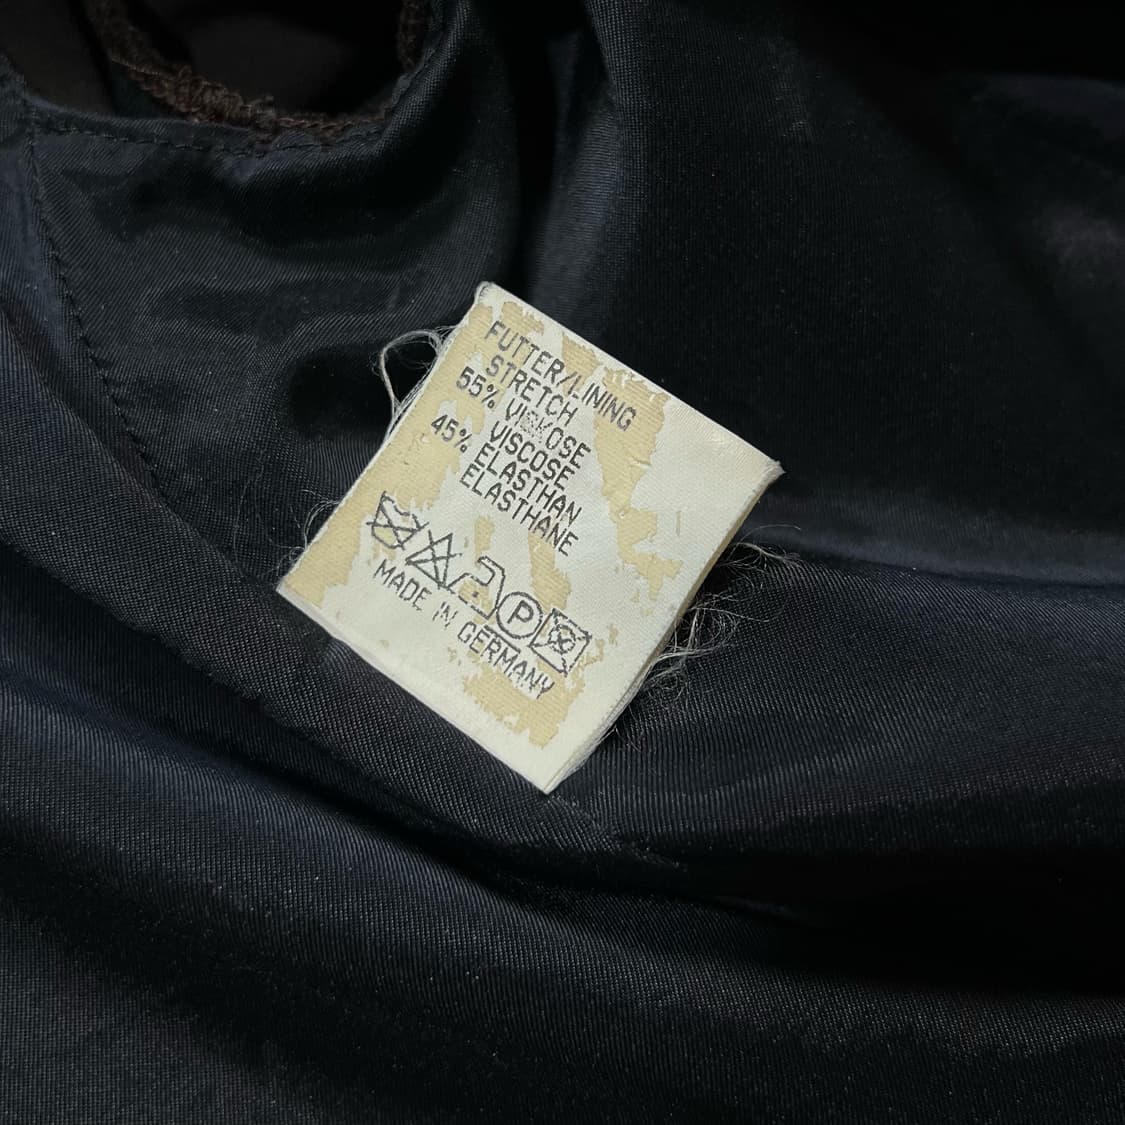 FUTTER/LINING
STRETCH
55% VISKOSE
VISCOSE
45% ELASTHAN
ELASTHANE
P
MADE IN GERMANY